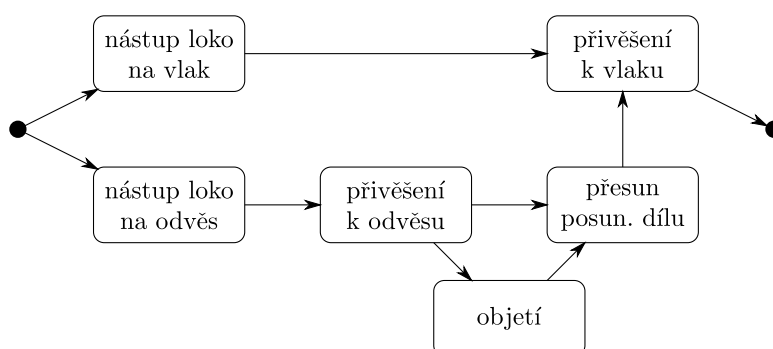 nástup loko
na vlak
přivěšení
k vlaku
nástup loko
na odvěs
přivěšení
k odvěsu
přesun
posun. dílu
objetí